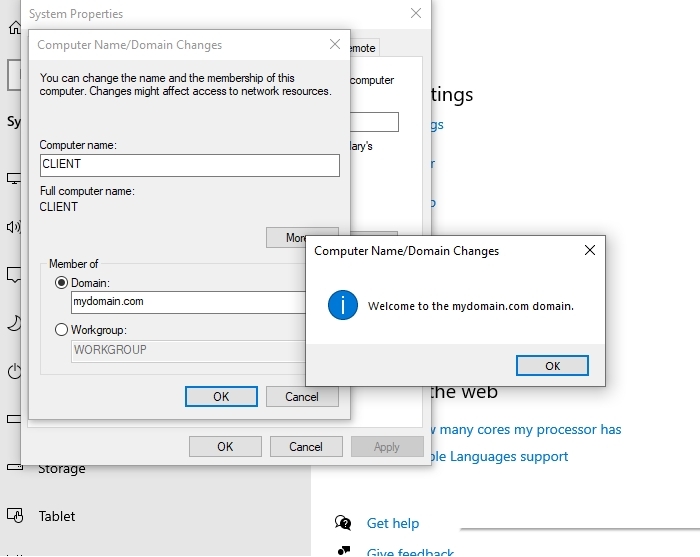 System Properties
Computer Name/Domain Changes
emote
You can change the name and the membership of this
computer. Changes might affect access to network resources.
computer
tings
Sy
gs
Computer name:
lary's
CLIENT
r
Full computer name:
CLIENT
More
Computer Name/Domain Changes
Member of
Domain:
mydomain.com
i
Welcome to the mydomain.com domain.
Workgroup:
WORKGROUP
OK
OK
Cancel
the web
w many cores my processor has
OK
Cancel
Apply
ple Languages support
Storage
Tablet
Get help
Give feedback